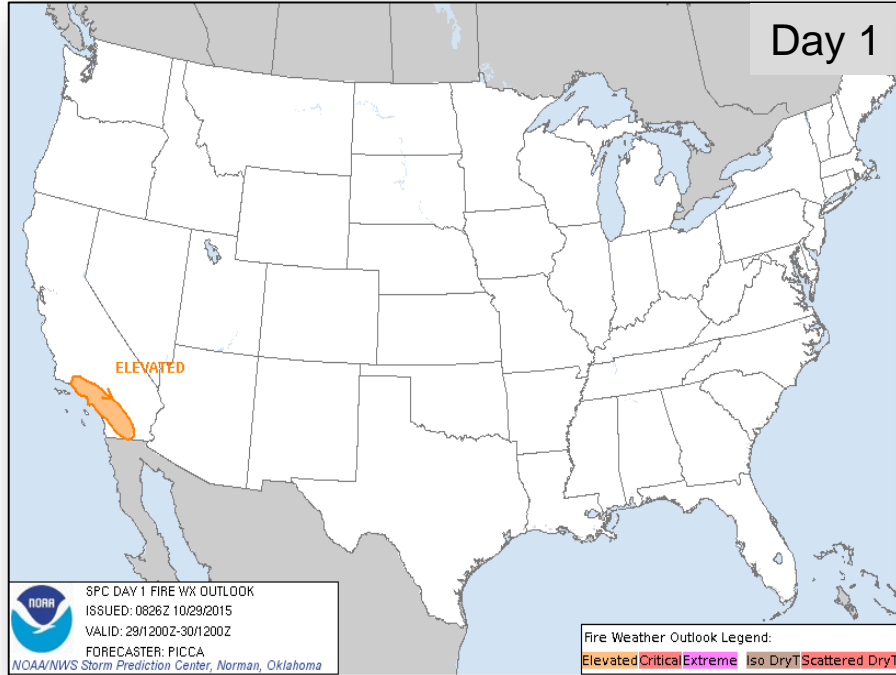 Day 1
ELEVATED
NOAA
SPC DAY 1 FIRE WX OUTLOOK
ISSUED: 0826Z 10/29/2015
VALID: 29/1200Z-30/1200Z
FORECASTER: PICCA
NOAA/NWS Storm Prediction Center, Norman, Oklahoma
Fire Weather Outlook Legend:
Elevated Critical Extreme Iso DryT Scattered DryT